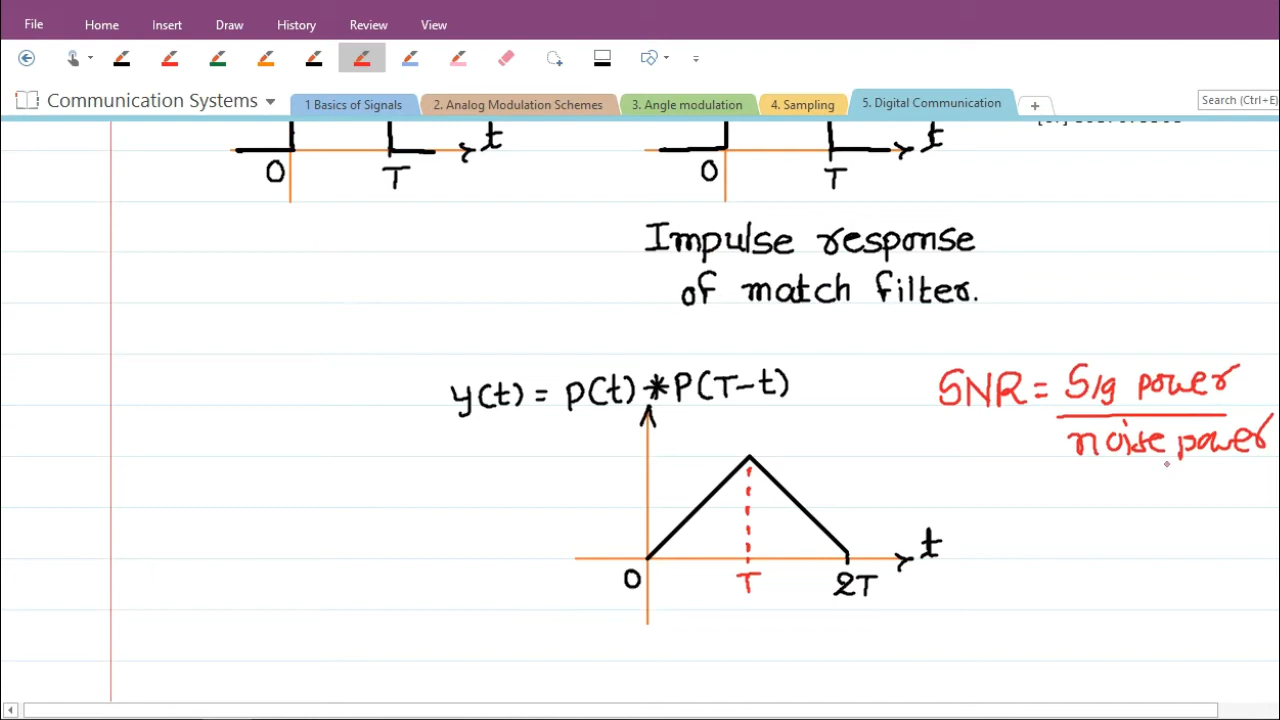 File Home Insert Draw History Review View
Communication Systems
1 Basics of Signals
2. Analog Modulation Schemes
3. Angle modulation
4. Sampling
5. Digital Communication
+
Search (Ctrl+E)
0 T t
0 T t
Impulse response
of match filter.
y(t) = p(t) * P(T-t)
SNR = Sig power
noise power
t
0 T 2T